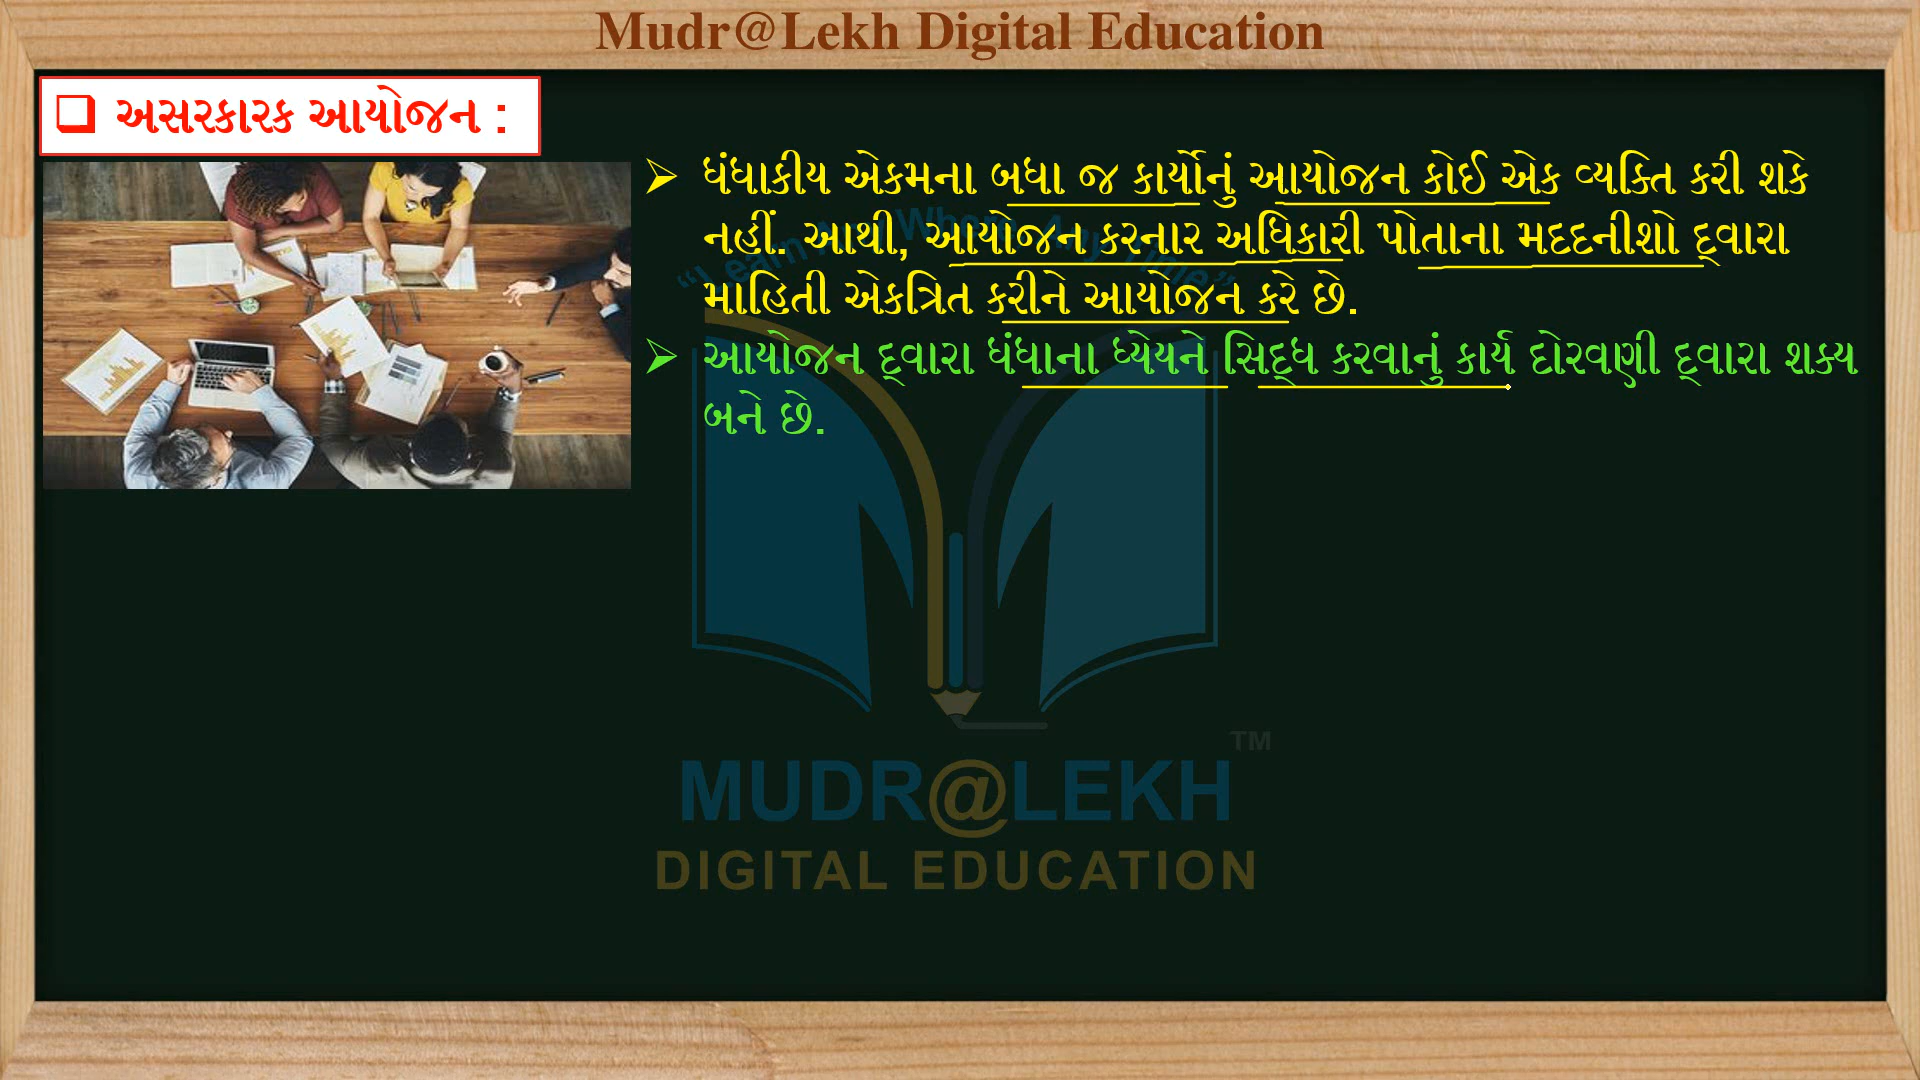 Mudr@Lekh Digital Education
અસરકારક આયોજન :
ધંધાકીય એકમના બધા જ કાર્યોનું આયોજન કોઈ એક વ્યક્તિ કરી શકે
નહીં. આથી, આયોજન કરનાર અધિકારી પોતાના મદદનીશો દ્વારા
માહિતી એકત્રિત કરીને આયોજન કરે છે.
આયોજન દ્વારા ધંધાના ધ્યેયને સિદ્ધ કરવાનું કાર્ય દોરવણી દ્વારા શક્ય
બને છે.
TM
MUDR@LEKH
DIGITAL EDUCATION